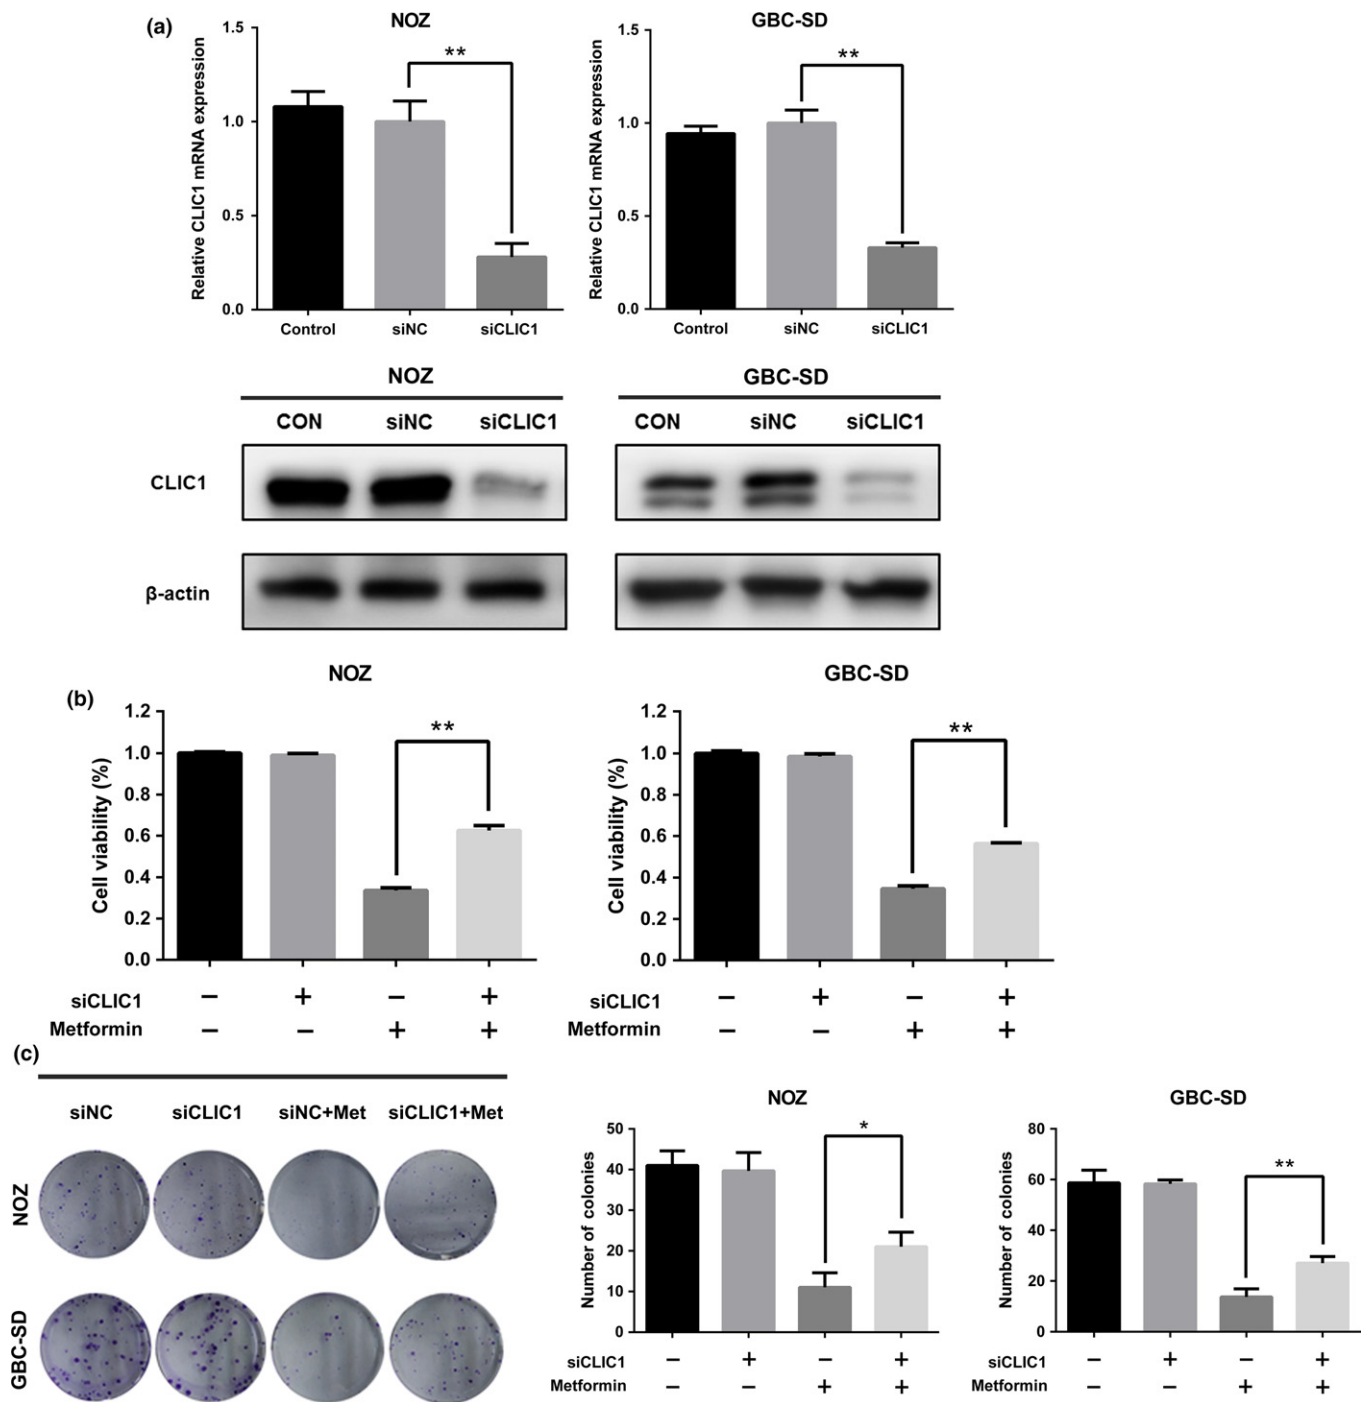 (a)
NOZ
GBC-SD
Relative CLIC1 mRNA expression
1.5
1.0
0.5
0.0
**
Control siNC siCLIC1
Relative CLIC1 mRNA expression
1.5
1.0
0.5
0.0
**
Control siNC siCLIC1
NOZ
GBC-SD
CON siNC siCLIC1
CON siNC siCLIC1
CLIC1
β-actin
(b)
NOZ
Cell viability (%)
1.2
1.0
0.8
0.6
0.4
0.2
0.0
**
siCLIC1 − + − +
Metformin − − + +
GBC-SD
Cell viability (%)
1.2
1.0
0.8
0.6
0.4
0.2
0.0
**
siCLIC1 − + − +
Metformin − − + +
(c)
siNC siCLIC1 siNC+Met siCLIC1+Met
NOZ
GBC-SD
NOZ
Number of colonies
50
40
30
20
10
0
*
siCLIC1 − + − +
Metformin − − + +
GBC-SD
Number of colonies
80
60
40
20
0
**
siCLIC1 − + − +
Metformin − − + +